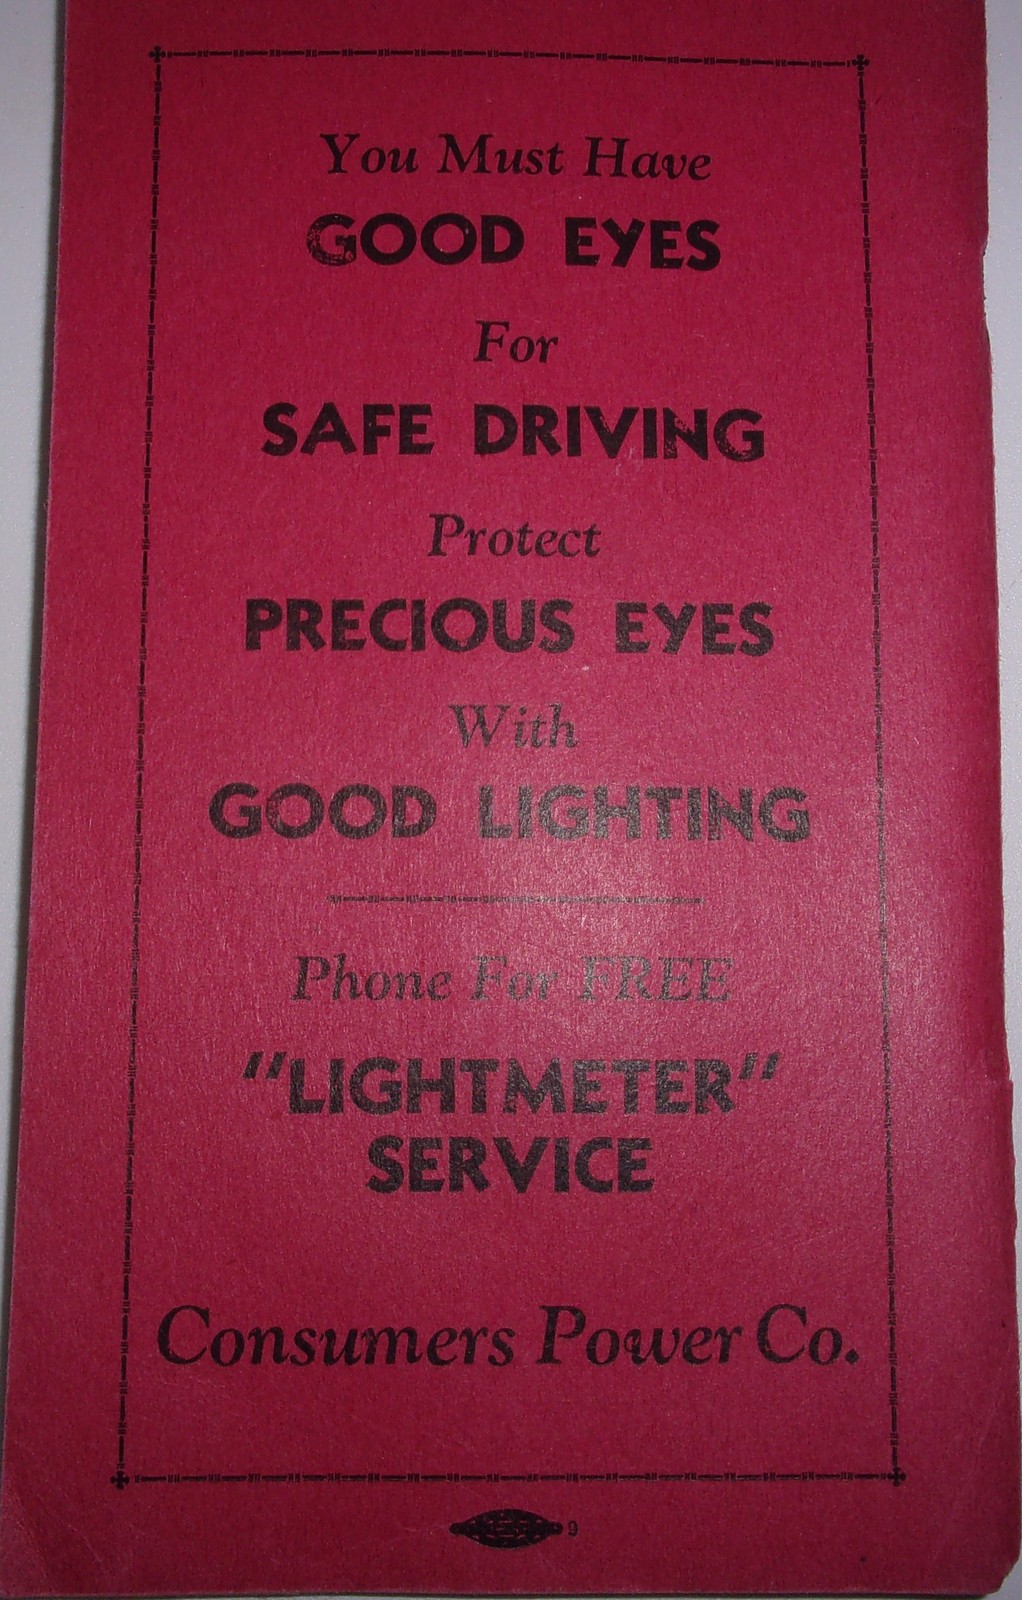 You Must Have
GOOD EYES
For
SAFE DRIVING
Protect
PRECIOUS EYES
With
GOOD LIGHTING
Phone For FREE
"LIGHTMETER"
SERVICE
Consumers Power Co.
9